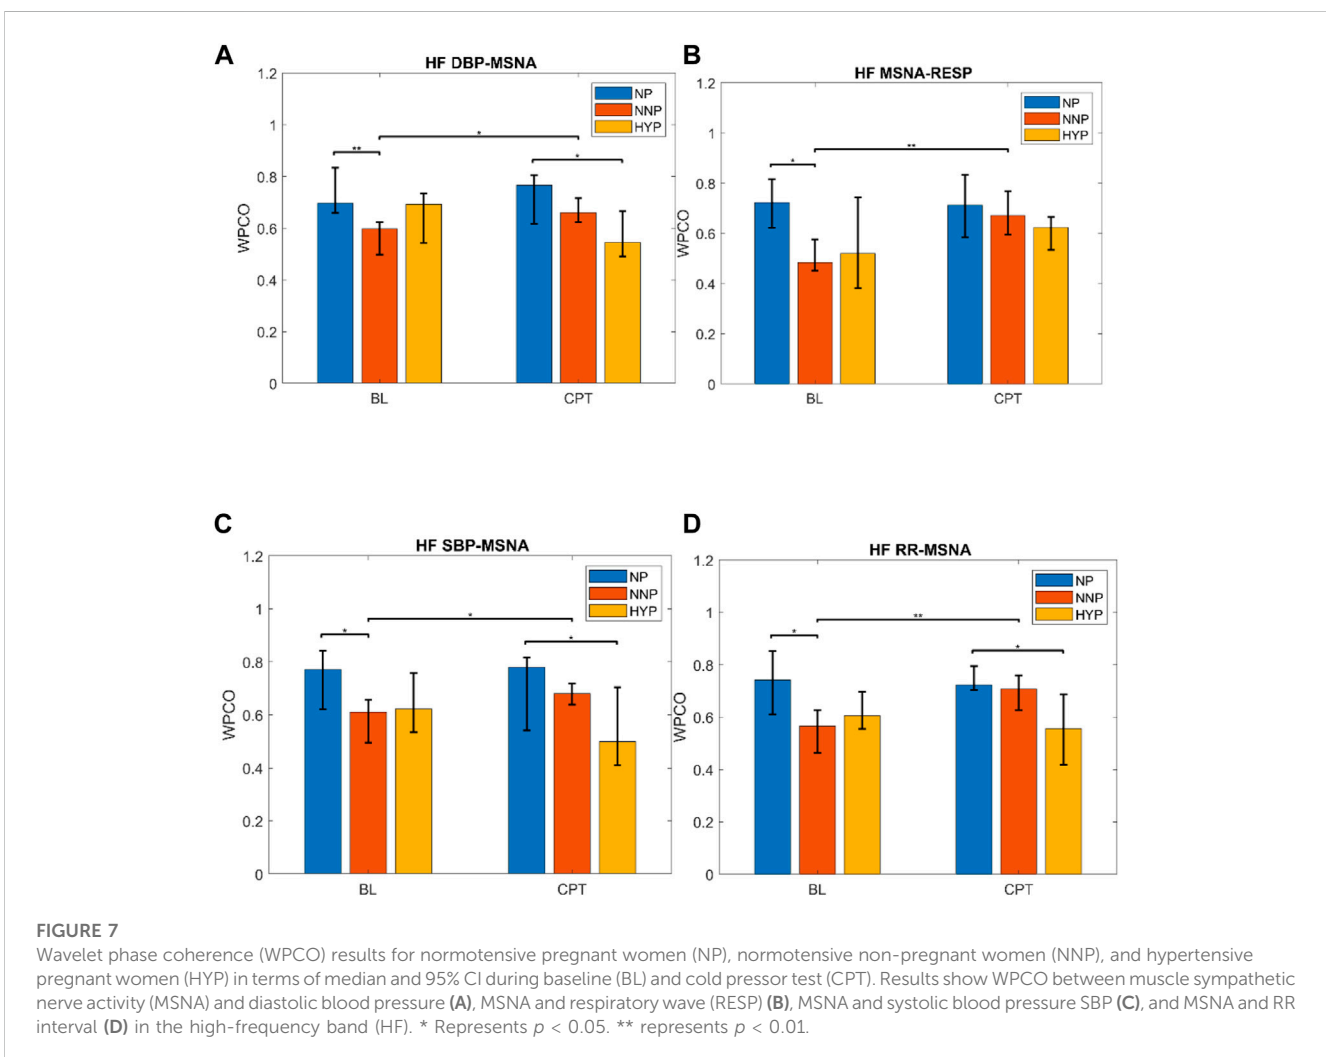 A
HF DBP-MSNA
1.2
1
0.8
0.6
0.4
0.2
0
WPCO
NP
NNP
HYP
**
*
*
BL CPT
B
HF MSNA-RESP
1.2
1
0.8
0.6
0.4
0.2
0
WPCO
NP
NNP
HYP
*
**
BL CPT
C
HF SBP-MSNA
1.2
1
0.8
0.6
0.4
0.2
0
WPCO
NP
NNP
HYP
*
*
*
BL CPT
D
HF RR-MSNA
1.2
1
0.8
0.6
0.4
0.2
0
WPCO
NP
NNP
HYP
*
**
*
BL CPT
FIGURE 7
Wavelet phase coherence (WPCO) results for normotensive pregnant women (NP), normotensive non-pregnant women (NNP), and hypertensive
pregnant women (HYP) in terms of median and 95% CI during baseline (BL) and cold pressor test (CPT). Results show WPCO between muscle sympathetic
nerve activity (MSNA) and diastolic blood pressure (A), MSNA and respiratory wave (RESP) (B), MSNA and systolic blood pressure SBP (C), and MSNA and RR
interval (D) in the high-frequency band (HF). * Represents p < 0.05. ** represents p < 0.01.